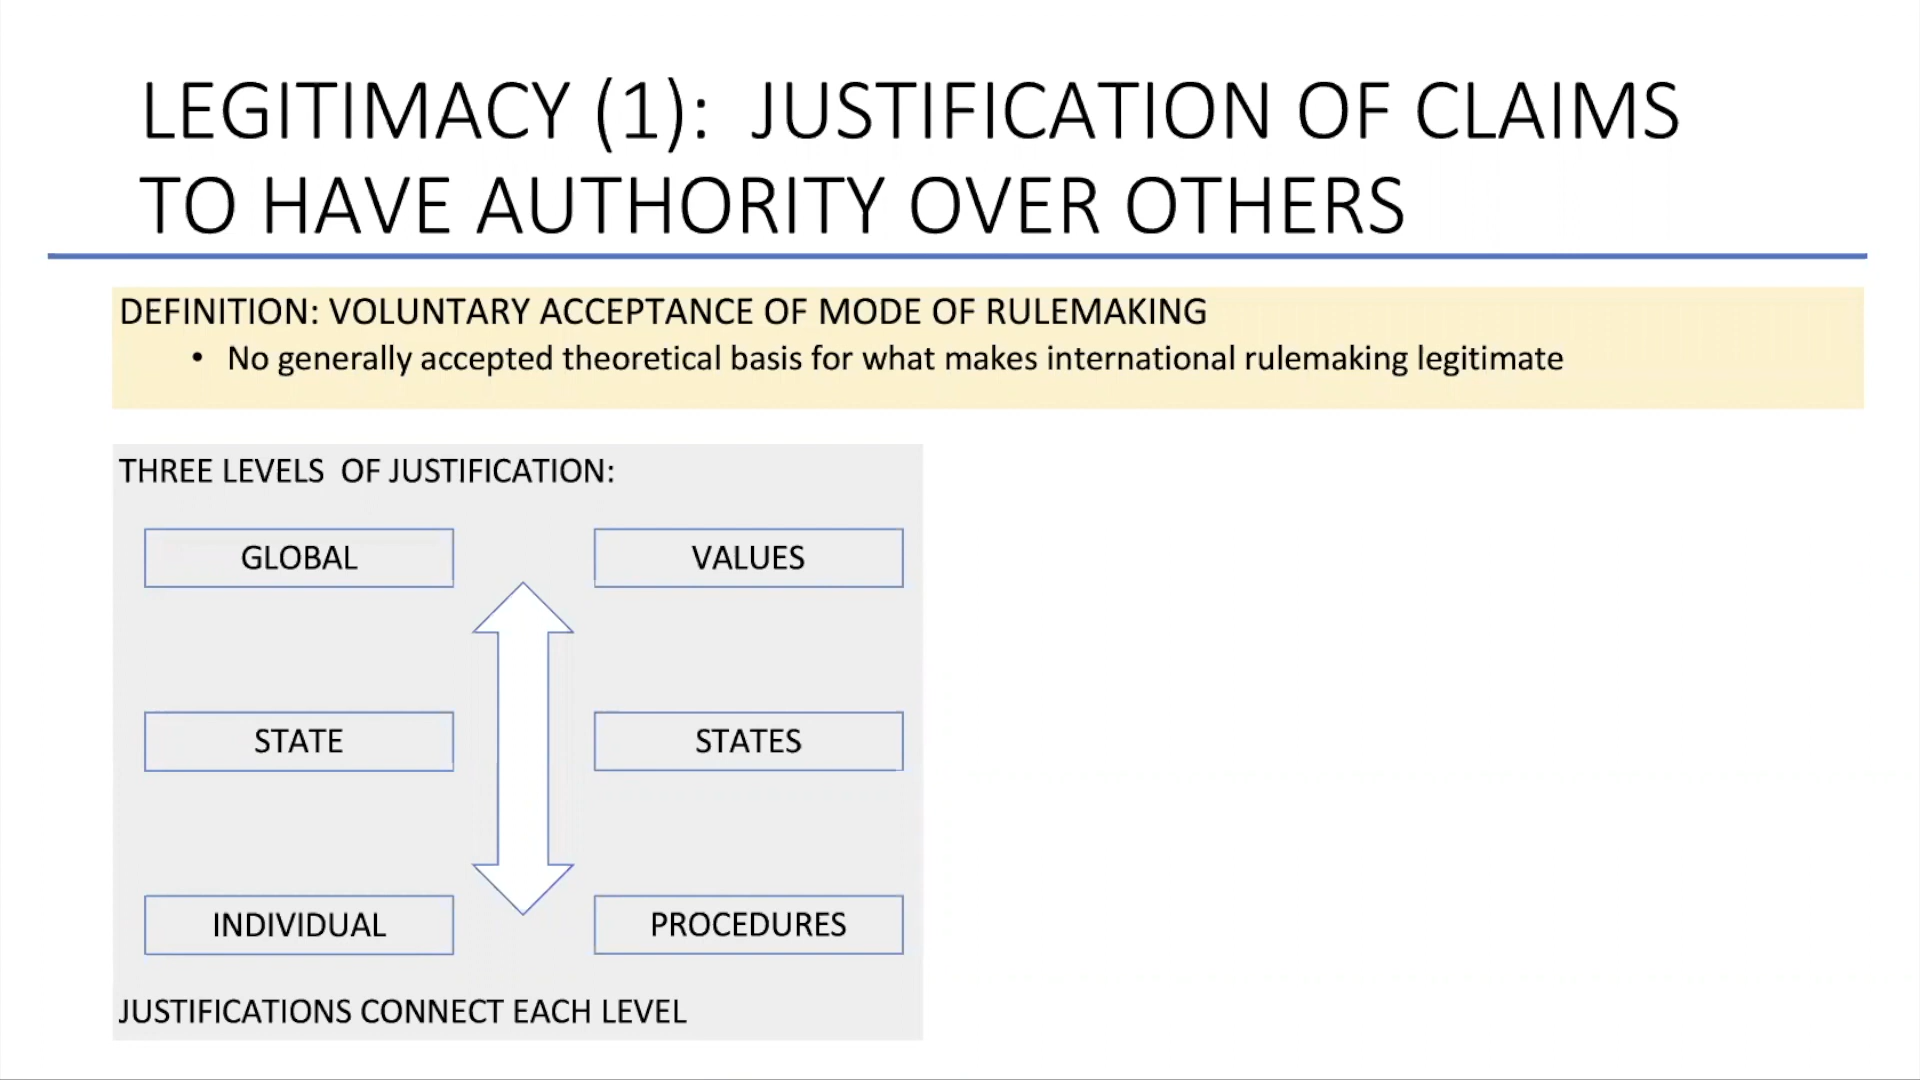 LEGITIMACY (1):  JUSTIFICATION OF CLAIMS
TO HAVE AUTHORITY OVER OTHERS
DEFINITION: VOLUNTARY ACCEPTANCE OF MODE OF RULEMAKING
• No generally accepted theoretical basis for what makes international rulemaking legitimate
THREE LEVELS  OF JUSTIFICATION:
GLOBAL
VALUES
STATE
STATES
INDIVIDUAL
PROCEDURES
JUSTIFICATIONS CONNECT EACH LEVEL